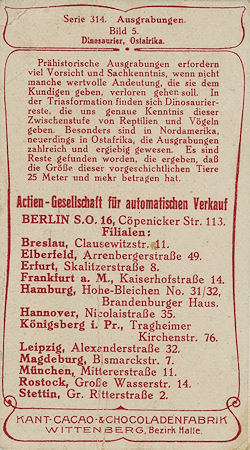 Serie 314. Ausgrabungen.
Bild 5.
Dinosaurier, Ostafrika.
Prähistorische Ausgrabungen erfordern
viel Vorsicht und Sachkenntnis, wenn nicht
manche wertvolle Andeutung, die sie dem
Kundigen geben, verloren gehen soll. In
der Triasformation finden sich Dinosaurier-
reste, die uns genaue Kenntnis dieser
Zwischenstufe von Reptilien und Vögeln
geben. Besonders sind in Nordamerika,
neuerdings in Ostafrika, die Ausgrabungen
zahlreich und ergiebig gewesen. Es sind
Reste gefunden worden, die ergeben, daß
die Größe dieser vorgeschichtlichen Tiere
25 Meter und mehr betragen hat.
Actien-Gesellschaft für automatischen Verkauf
BERLIN S.O. 16, Cöpenicker Str. 113.
Filialen:
Breslau, Clausewitzstr. 11.
Elberfeld, Arrenbergerstraße 49.
Erfurt, Skalitzerstraße 8.
Frankfurt a. M., Kaiserhofstraße 14.
Hamburg, Hohe-Bleichen No. 31/32,
Brandenburger Haus.
Hannover, Nicolaistraße 35.
Königsberg i. Pr., Tragheimer
Kirchenstr. 76.
Leipzig, Alexanderstraße 32.
Magdeburg, Bismarckstr. 7.
München, Mittererstraße 11.
Rostock, Große Wasserstr. 14.
Stettin, Gr. Ritterstraße 2.
KANT-CACAO-&CHOCOLADENFABRIK
WITTENBERG, Bezirk Halle.